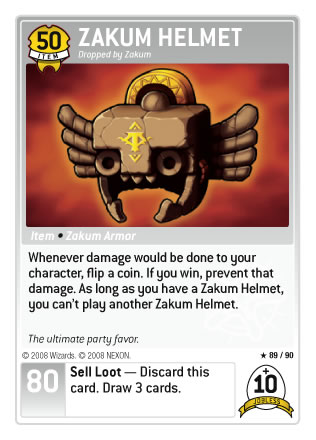 50
ITEM
ZAKUM HELMET
Dropped by Zakum
Item • Zakum Armor
Whenever damage would be done to your
character, flip a coin. If you win, prevent that
damage. As long as you have a Zakum Helmet,
you can't play another Zakum Helmet.
The ultimate party favor.
© 2008 Wizards. © 2008 NEXON.
★ 89 / 90
80
Sell Loot — Discard this
card. Draw 3 cards.
+
10
JOBLESS